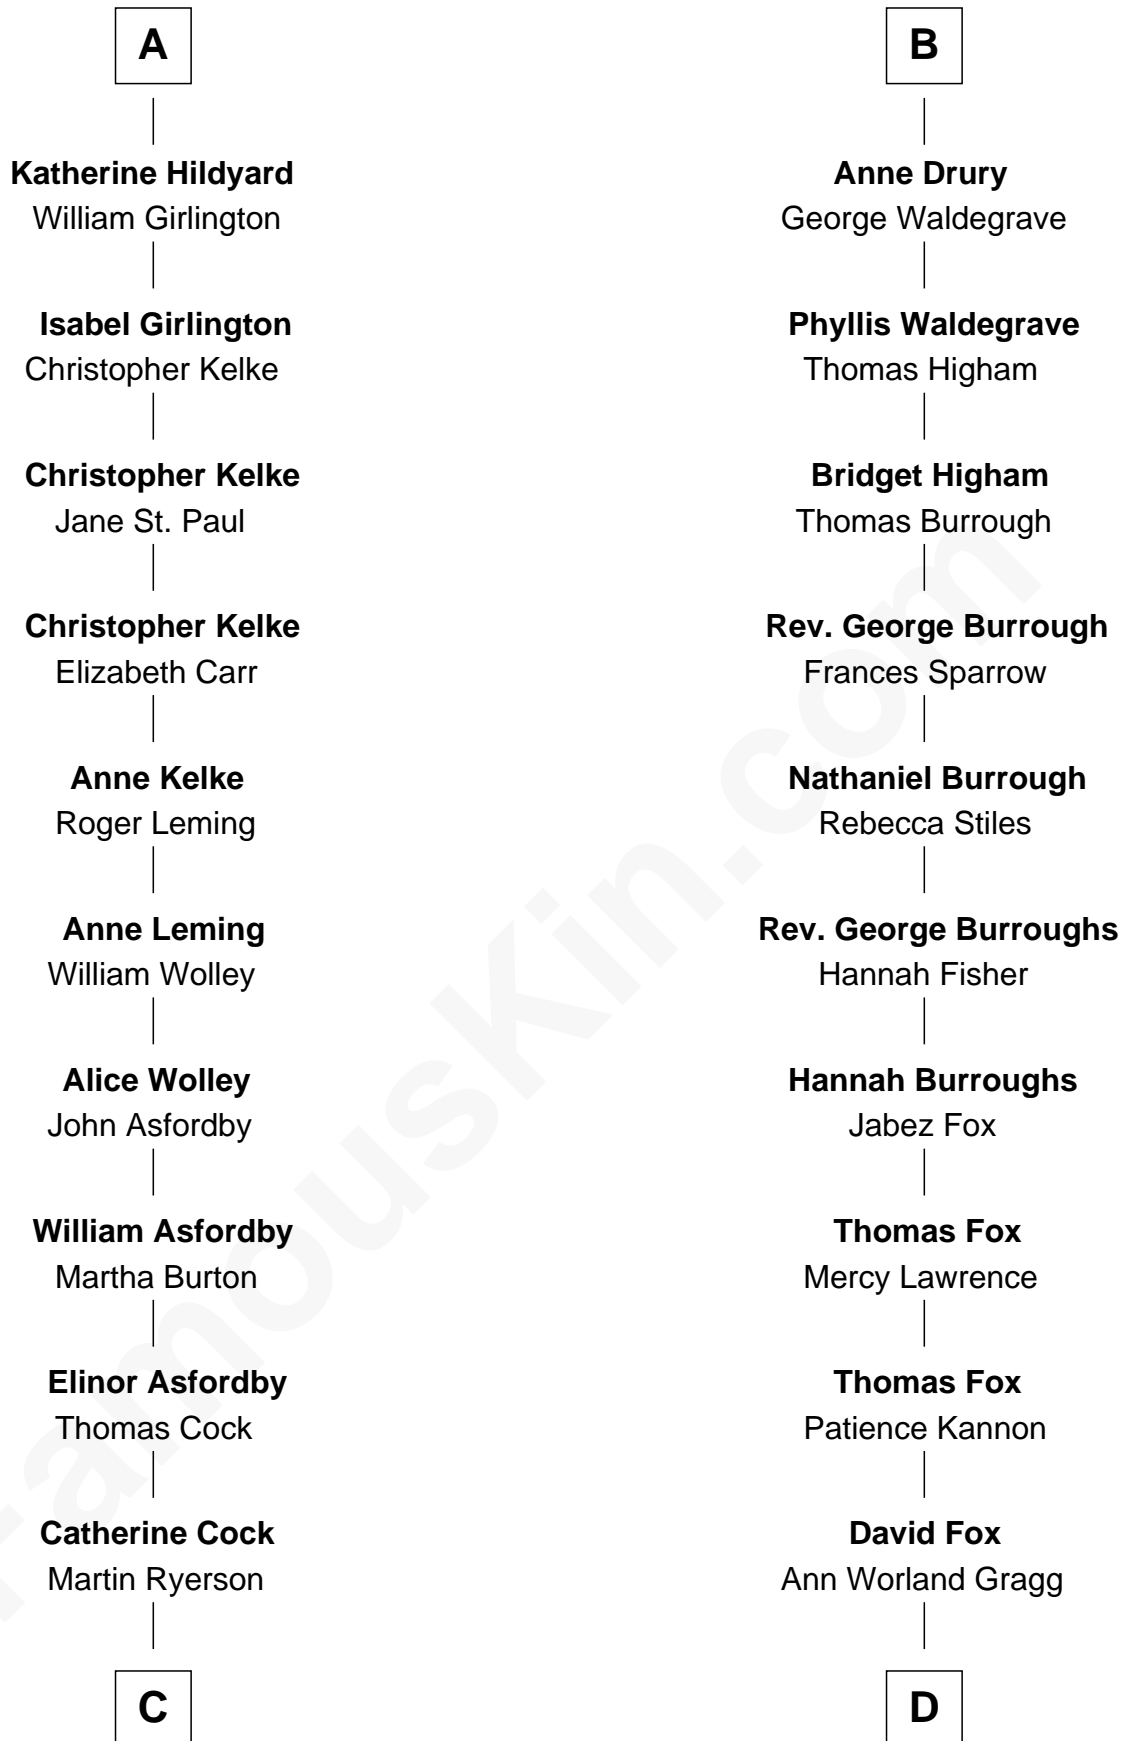 A
Katherine Hildyard
William Girlington
Isabel Girlington
Christopher Kelke
Christopher Kelke
Jane St. Paul
Christopher Kelke
Elizabeth Carr
Anne Kelke
Roger Leming
Anne Leming
William Wolley
Alice Wolley
John Asfordby
William Asfordby
Martha Burton
Elinor Asfordby
Thomas Cock
Catherine Cock
Martin Ryerson
C
B
Anne Drury
George Waldegrave
Phyllis Waldegrave
Thomas Higham
Bridget Higham
Thomas Burrough
Rev. George Burrough
Frances Sparrow
Nathaniel Burrough
Rebecca Stiles
Rev. George Burroughs
Hannah Fisher
Hannah Burroughs
Jabez Fox
Thomas Fox
Mercy Lawrence
Thomas Fox
Patience Kannon
David Fox
Ann Worland Gragg
D
FamousKin.com